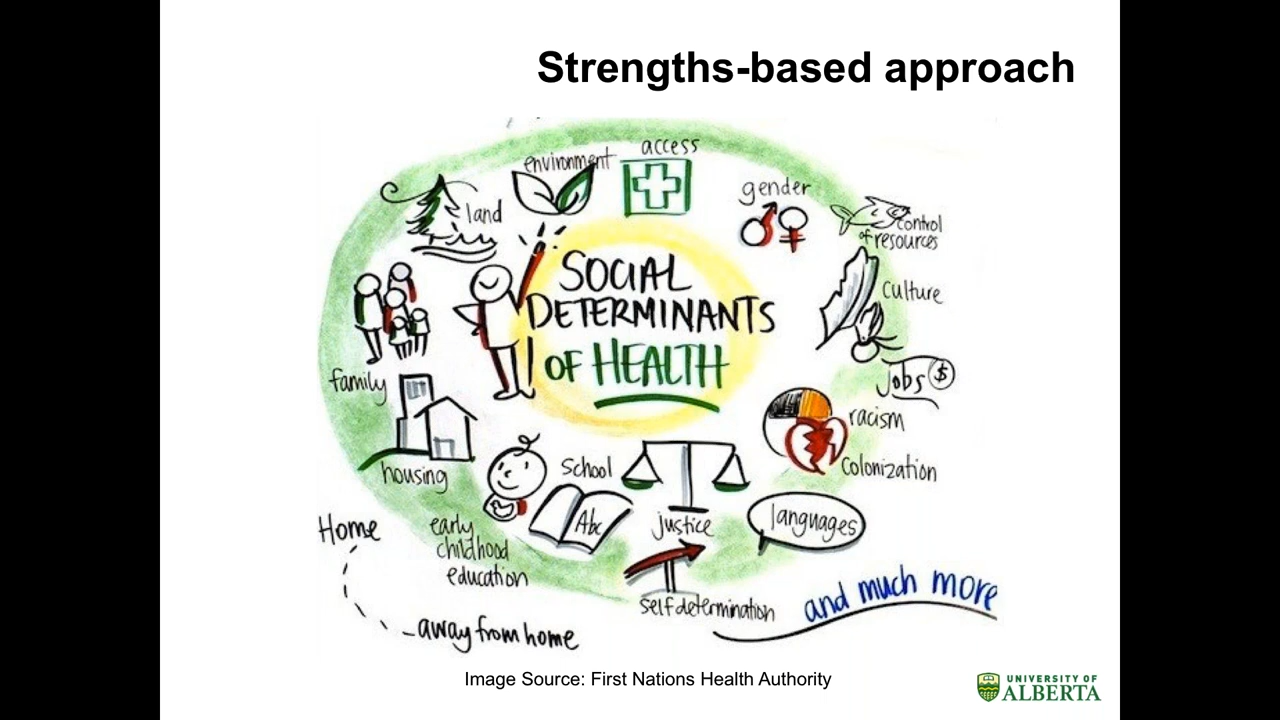 Strengths-based approach
access
environment
gender
land
control
of resources
SOCIAL
DETERMINANTS
OF HEALTH
culture
family
Jobs $
racism
colonization
housing
school
Abc
justice
languages
Home
early
childhood
education
self determination
and much more
away from home
Image Source: First Nations Health Authority
UNIVERSITY OF
ALBERTA